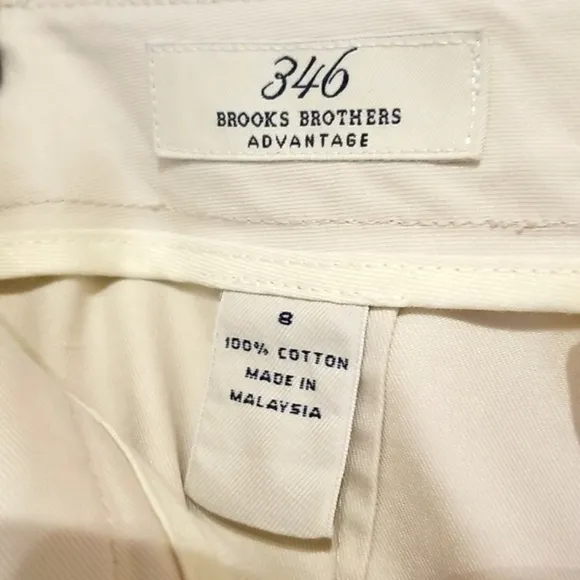 346
BROOKS BROTHERS
ADVANTAGE
8
100% COTTON
MADE IN
MALAYSIA